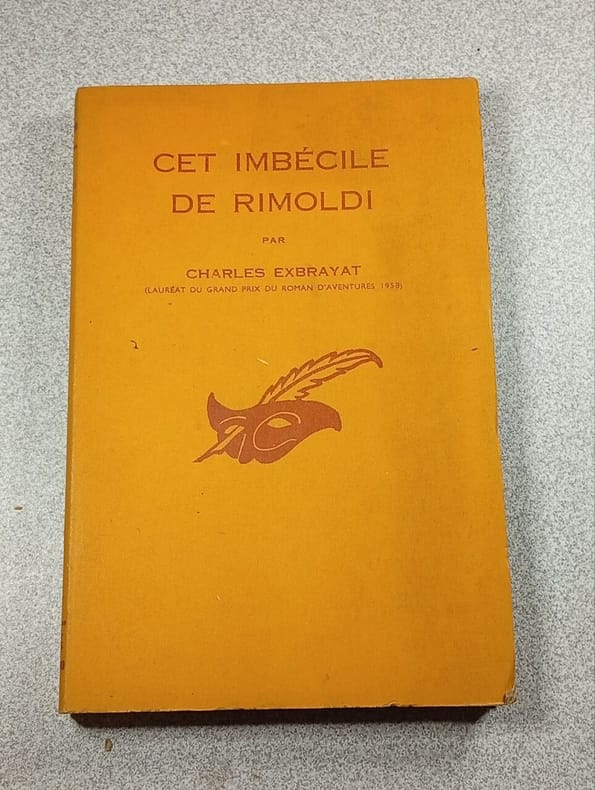 CET IMBÉCILE
DE RIMOLDI
PAR
CHARLES EXBRAYAT
(LAURÉAT DU GRAND PRIX DU ROMAN D'AVENTURES 1958)